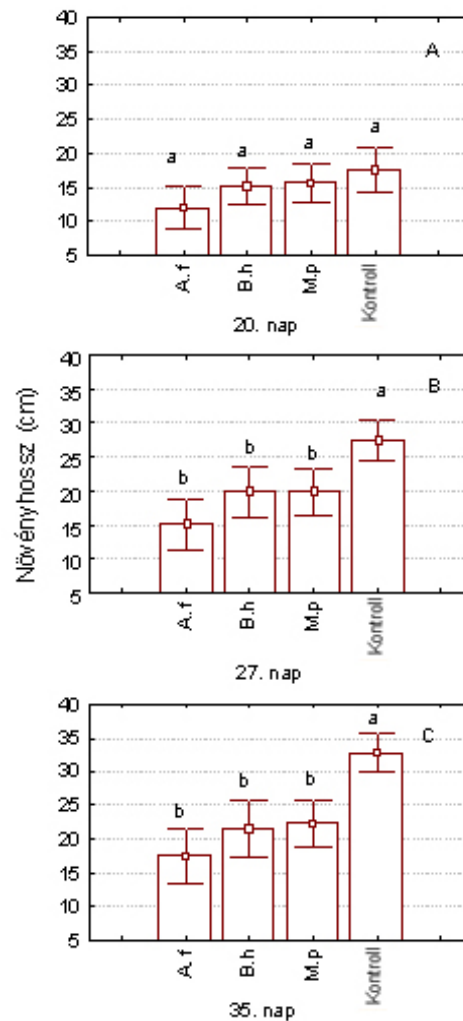 Növényhossz (cm)
40
35
30
25
20
15
10
5
A
a
a
a
a
A.f
B.h
M.p
Kontroll
20. nap
40
35
30
25
20
15
10
5
B
b
b
b
a
A.f
B.h
M.p
Kontroll
27. nap
40
35
30
25
20
15
10
5
C
b
b
b
a
A.f
B.h
M.p
Kontroll
35. nap